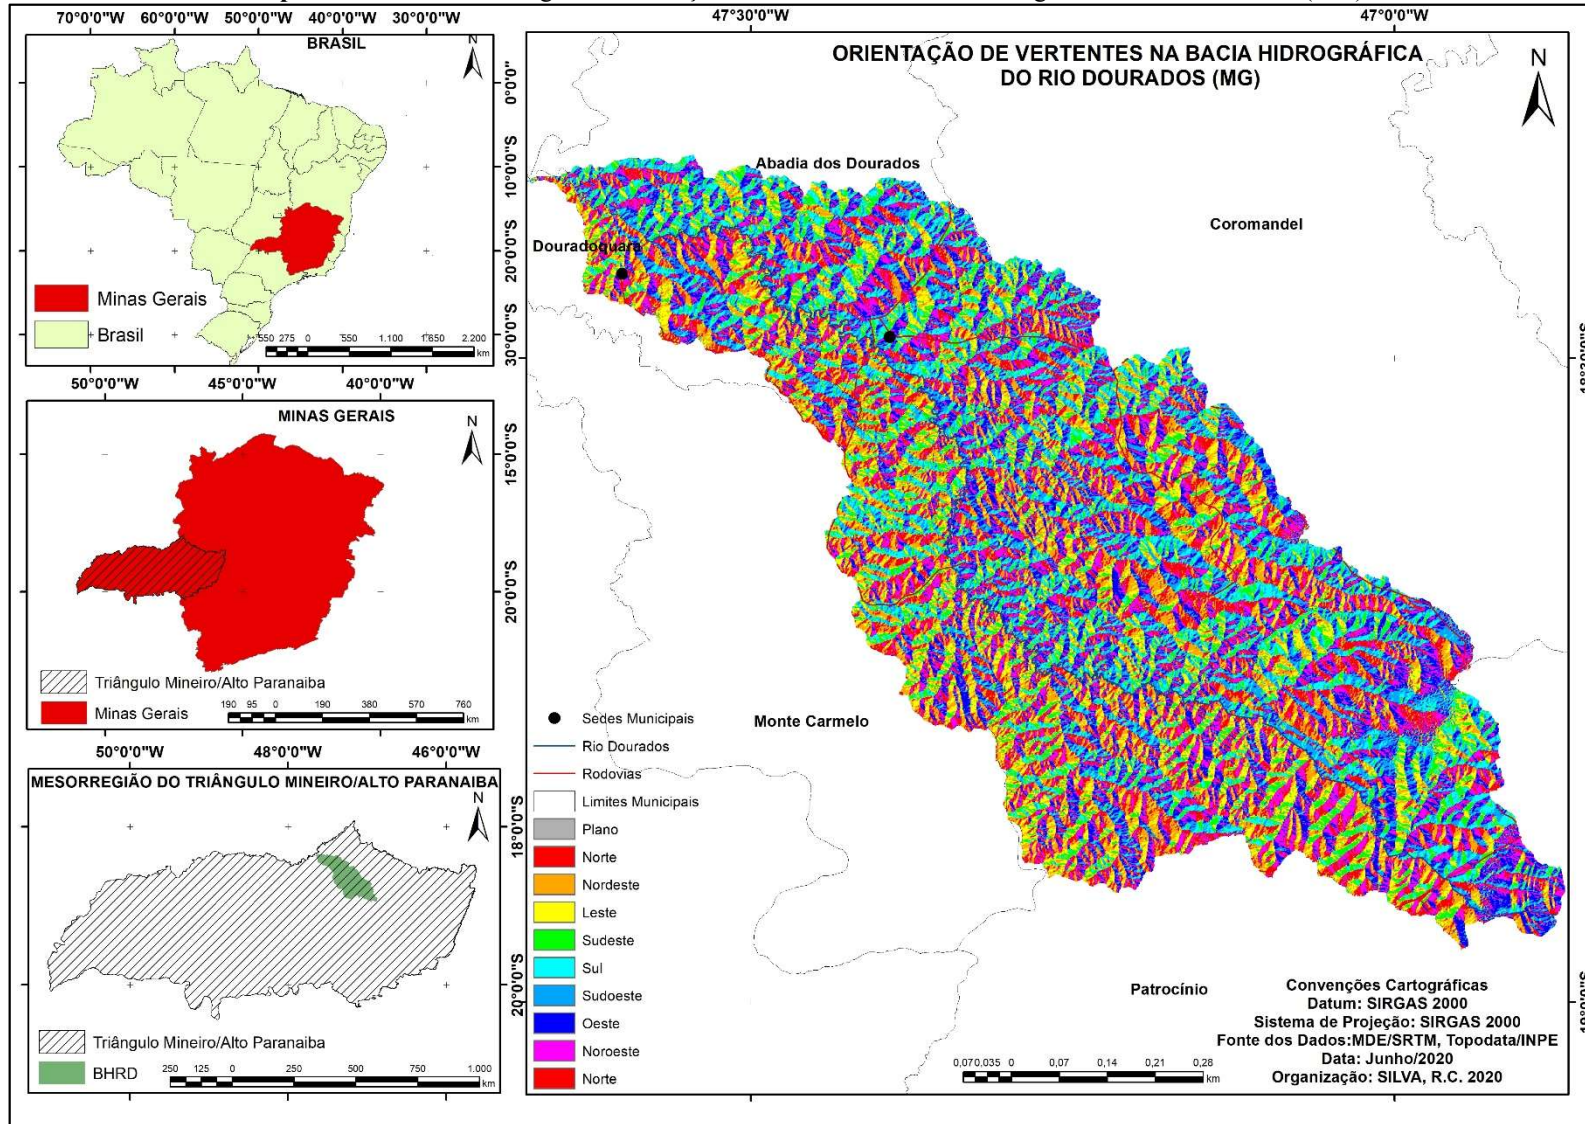 70°00'0"W 60°00'0"W 50°00'0"W 40°00'0"W 30°00'0"W
BRASIL
N
0°0'0"
10°0'0"S
20°0'0"S
30°0'0"S
Minas Gerais
Brasil
550 275 0 550 1.100 1.650 2.200
km
50°0'0"W 45°0'0"W 40°0'0"W
MINAS GERAIS
N
15°0'0"S
20°0'0"S
Triângulo Mineiro/Alto Paranaiba
Minas Gerais
190 95 0 190 380 570 760
km
50°0'0"W 48°0'0"W 46°0'0"W
MESORREGIÃO DO TRIÂNGULO MINEIRO/ALTO PARANAIBA
N
18°0'0"S
20°0'0"S
Triângulo Mineiro/Alto Paranaiba
BHRD
250 125 0 250 500 750 1.000
km
47°30'0"W 47°0'0"W
ORIENTAÇÃO DE VERTENTES NA BACIA HIDROGRÁFICA
DO RIO DOURADOS (MG)
N
Abadia dos Dourados
Coromandel
Douradoquara
Monte Carmelo
Patrocínio
Sedes Municipais
Rio Dourados
Rodovias
Limites Municipais
Plano
Norte
Nordeste
Leste
Sudeste
Sul
Sudoeste
Oeste
Noroeste
Norte
0,07 0,035 0 0,07 0,14 0,21 0,28
km
Convenções Cartográficas
Datum: SIRGAS 2000
Sistema de Projeção: SIRGAS 2000
Fonte dos Dados:MDE/SRTM, Topodata/INPE
Data: Junho/2020
Organização: SILVA, R.C. 2020